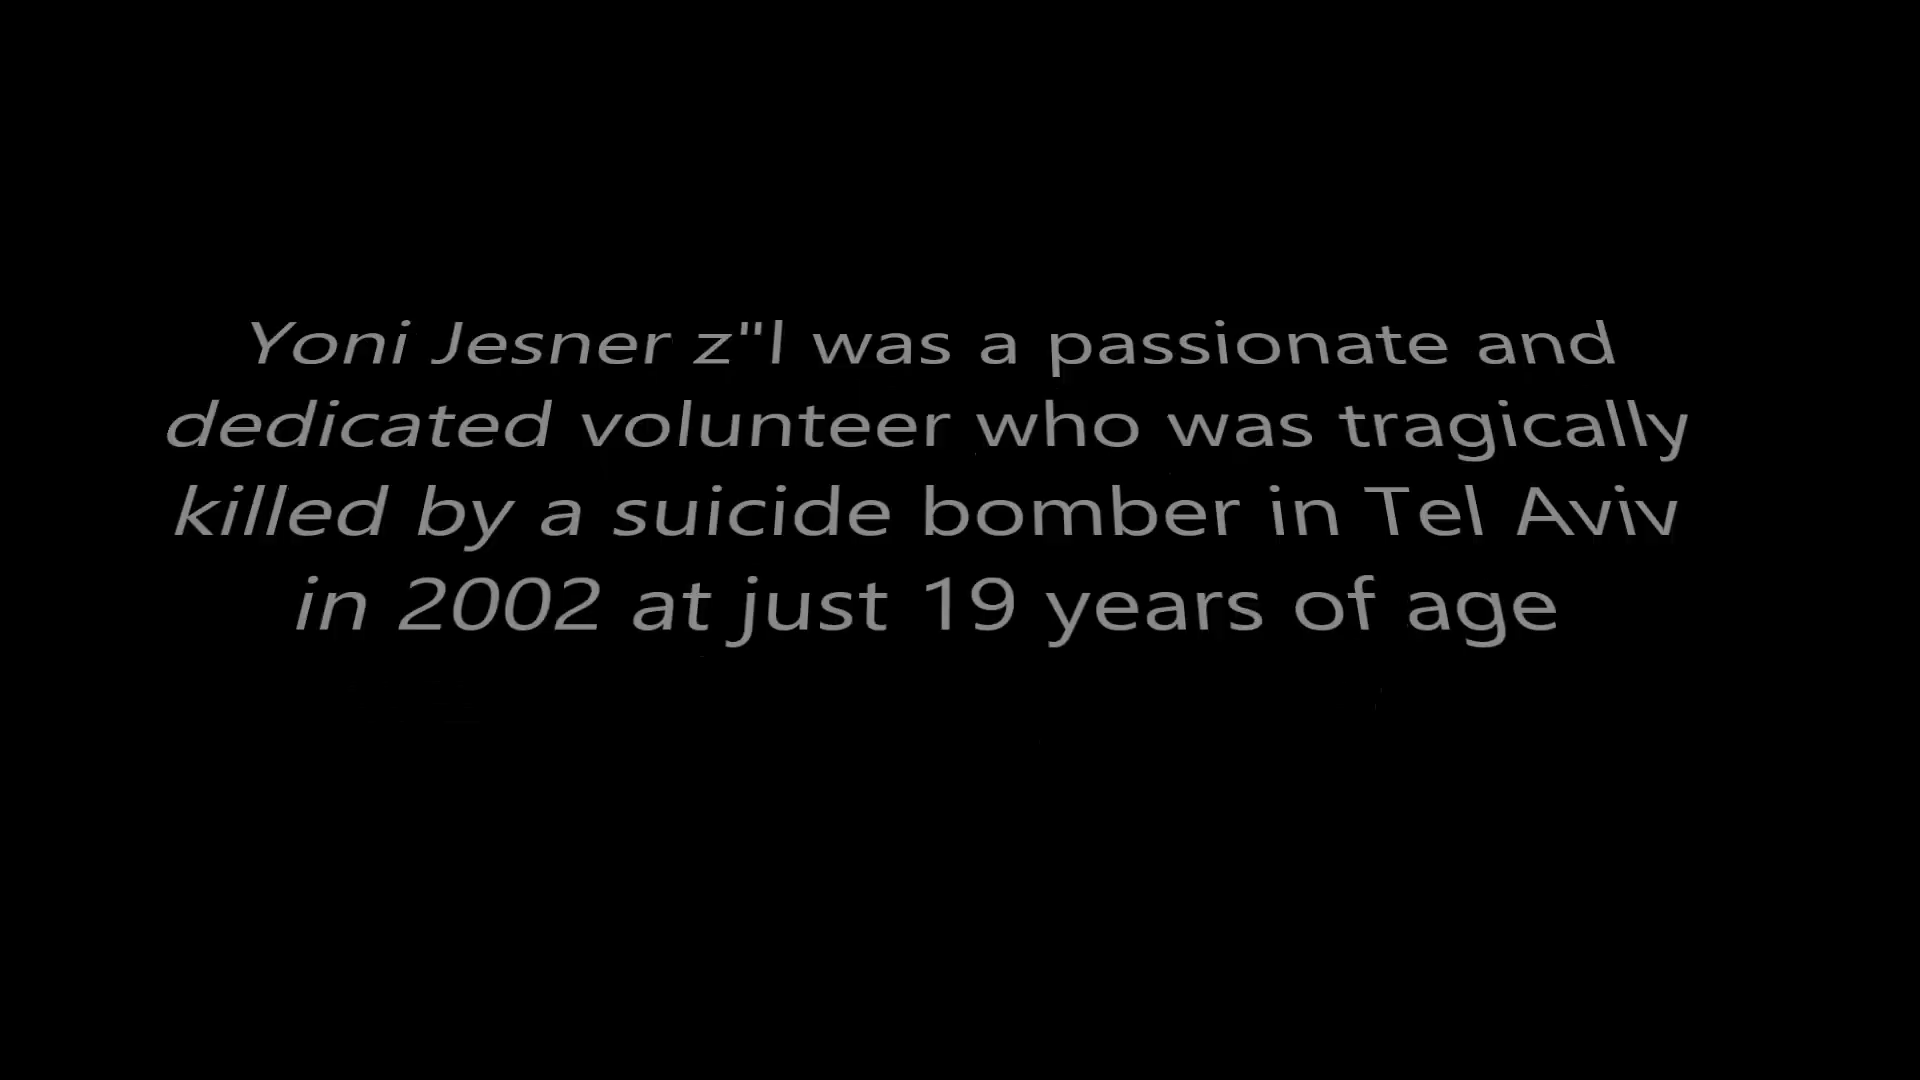 Yoni Jesner z"l was a passionate and
dedicated volunteer who was tragically
killed by a suicide bomber in Tel Aviv
in 2002 at just 19 years of age